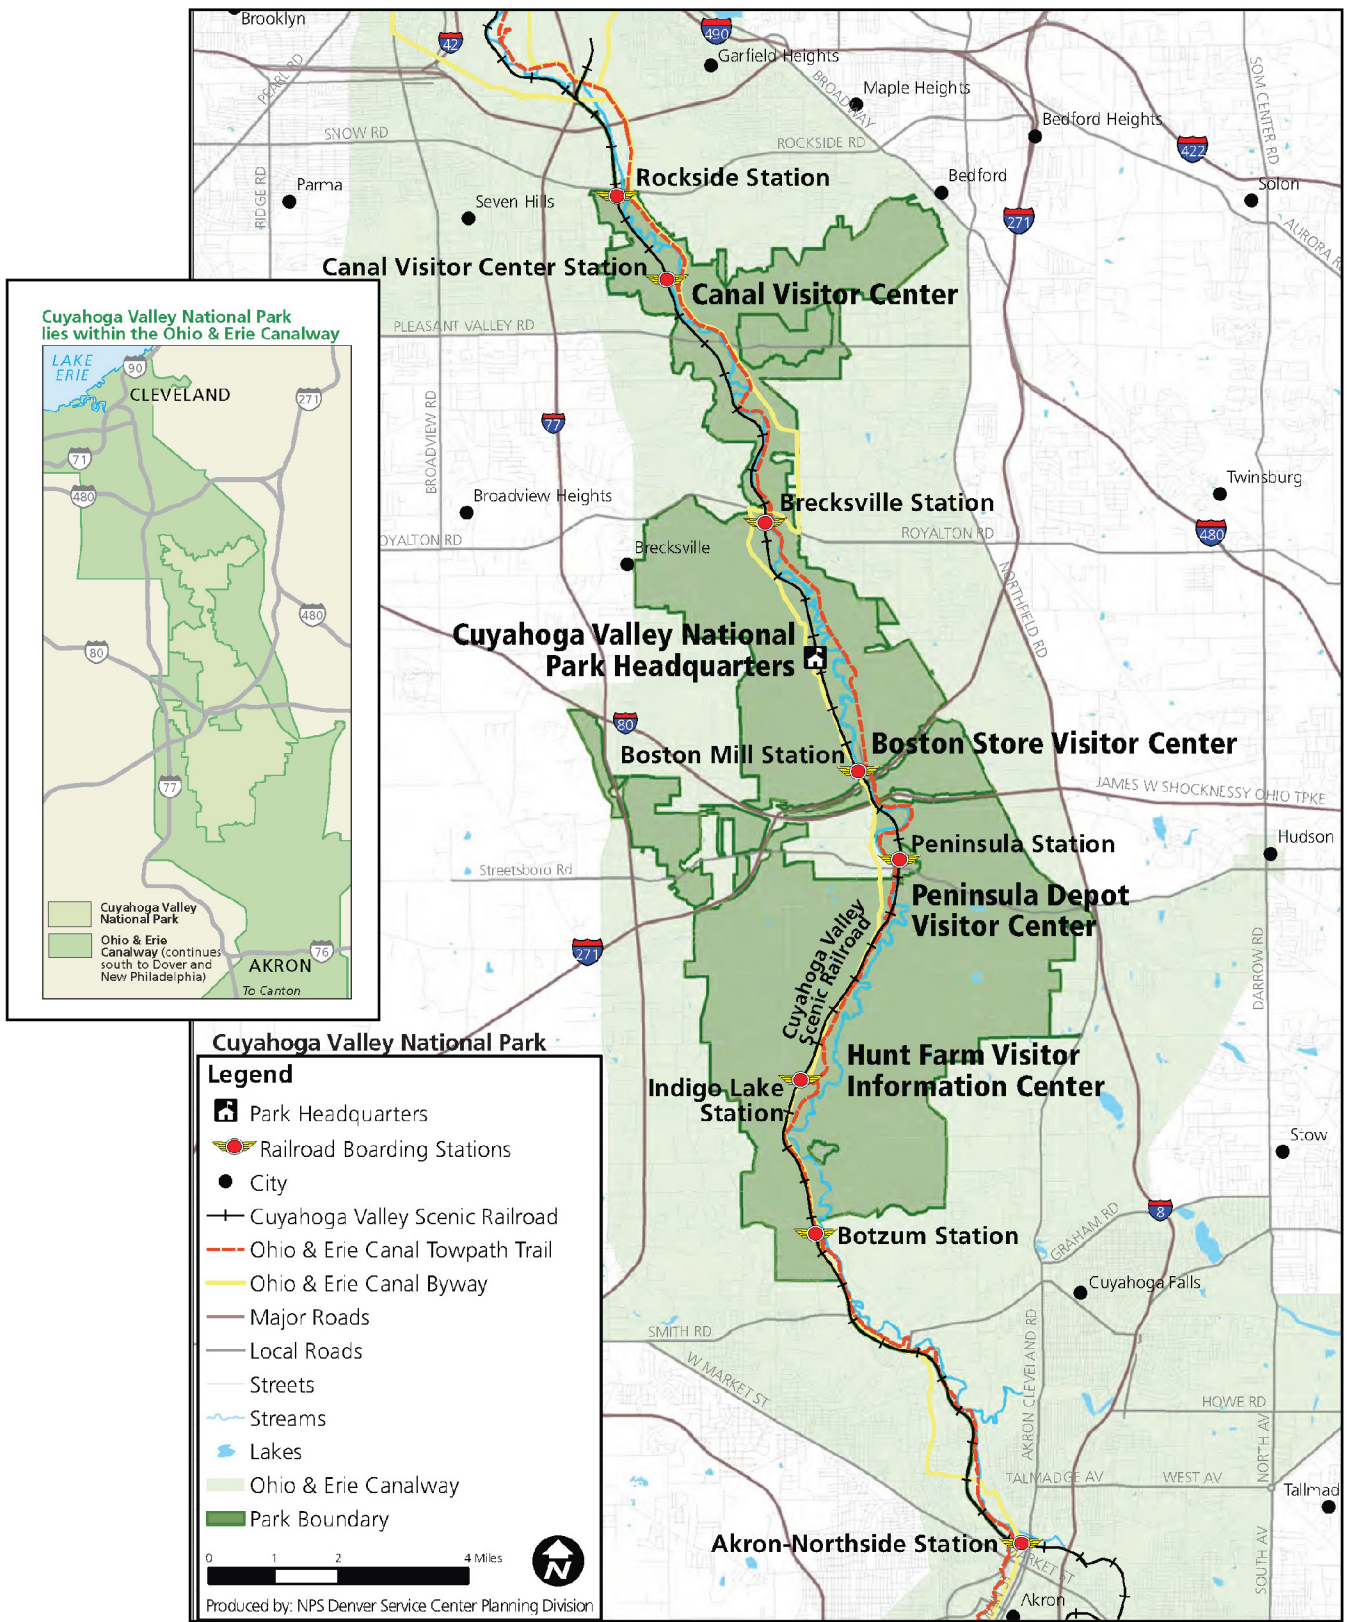 Brooklyn
42
490
Garfield Heights
PEARL RD
BROADWAY
Maple Heights
SOM CENTER RD
Bedford Heights
SNOW RD
ROCKSIDE RD
422
Parma
RIDGE RD
Seven Hills
Rockside Station
Bedford
Solon
271
AURORA R
Canal Visitor Center Station
Canal Visitor Center
PLEASANT VALLEY RD
BROADVIEW RD
77
Broadview Heights
Brecksville Station
Twinsburg
480
OYALTON RD
ROYALTON RD
Brecksville
NORTHFIELD RD
Cuyahoga Valley National
Park Headquarters
80
Boston Mill Station
Boston Store Visitor Center
JAMES W SHOCKNESSY OHIO TPKE
Hudson
Peninsula Station
Streetsboro Rd
Peninsula Depot
Visitor Center
Cuyahoga Valley
Scenic Railroad
271
DARROW RD
Hunt Farm Visitor
Information Center
Indigo Lake
Station
Stow
8
GRAHAM RD
Botzum Station
Cuyahoga Falls
SMITH RD
W MARKET ST
AKRON CLEVELAND RD
HOWE RD
NORTH AV
TALMADGE AV
WEST AV
Tallmad
Akron-Northside Station
ARKET ST
SOUTH AV
Akron
Cuyahoga Valley National Park
lies within the Ohio & Erie Canalway
LAKE
ERIE
90
CLEVELAND
271
71
480
480
80
77
Cuyahoga Valley
National Park
Ohio & Erie
Canalway (continues
south to Dover and
New Philadelphia)
76
AKRON
To Canton
Cuyahoga Valley National Park
Legend
Park Headquarters
Railroad Boarding Stations
City
Cuyahoga Valley Scenic Railroad
Ohio & Erie Canal Towpath Trail
Ohio & Erie Canal Byway
Major Roads
Local Roads
Streets
Streams
Lakes
Ohio & Erie Canalway
Park Boundary
0 1 2 4 Miles
N
Produced by: NPS Denver Service Center Planning Division